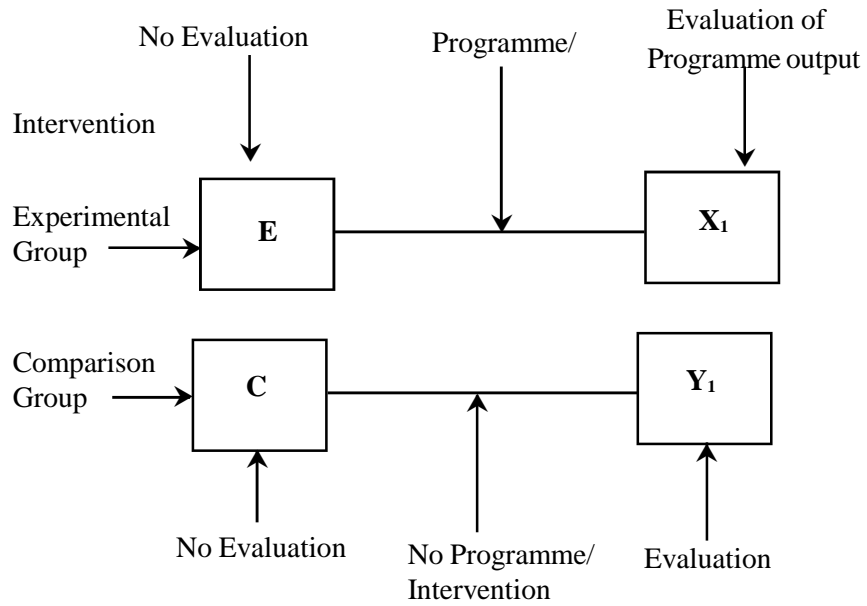 No Evaluation
Programme/
Evaluation of
Programme output
Intervention
Experimental
Group
E
X₁
Comparison
Group
C
Y₁
No Evaluation
No Programme/
Intervention
Evaluation